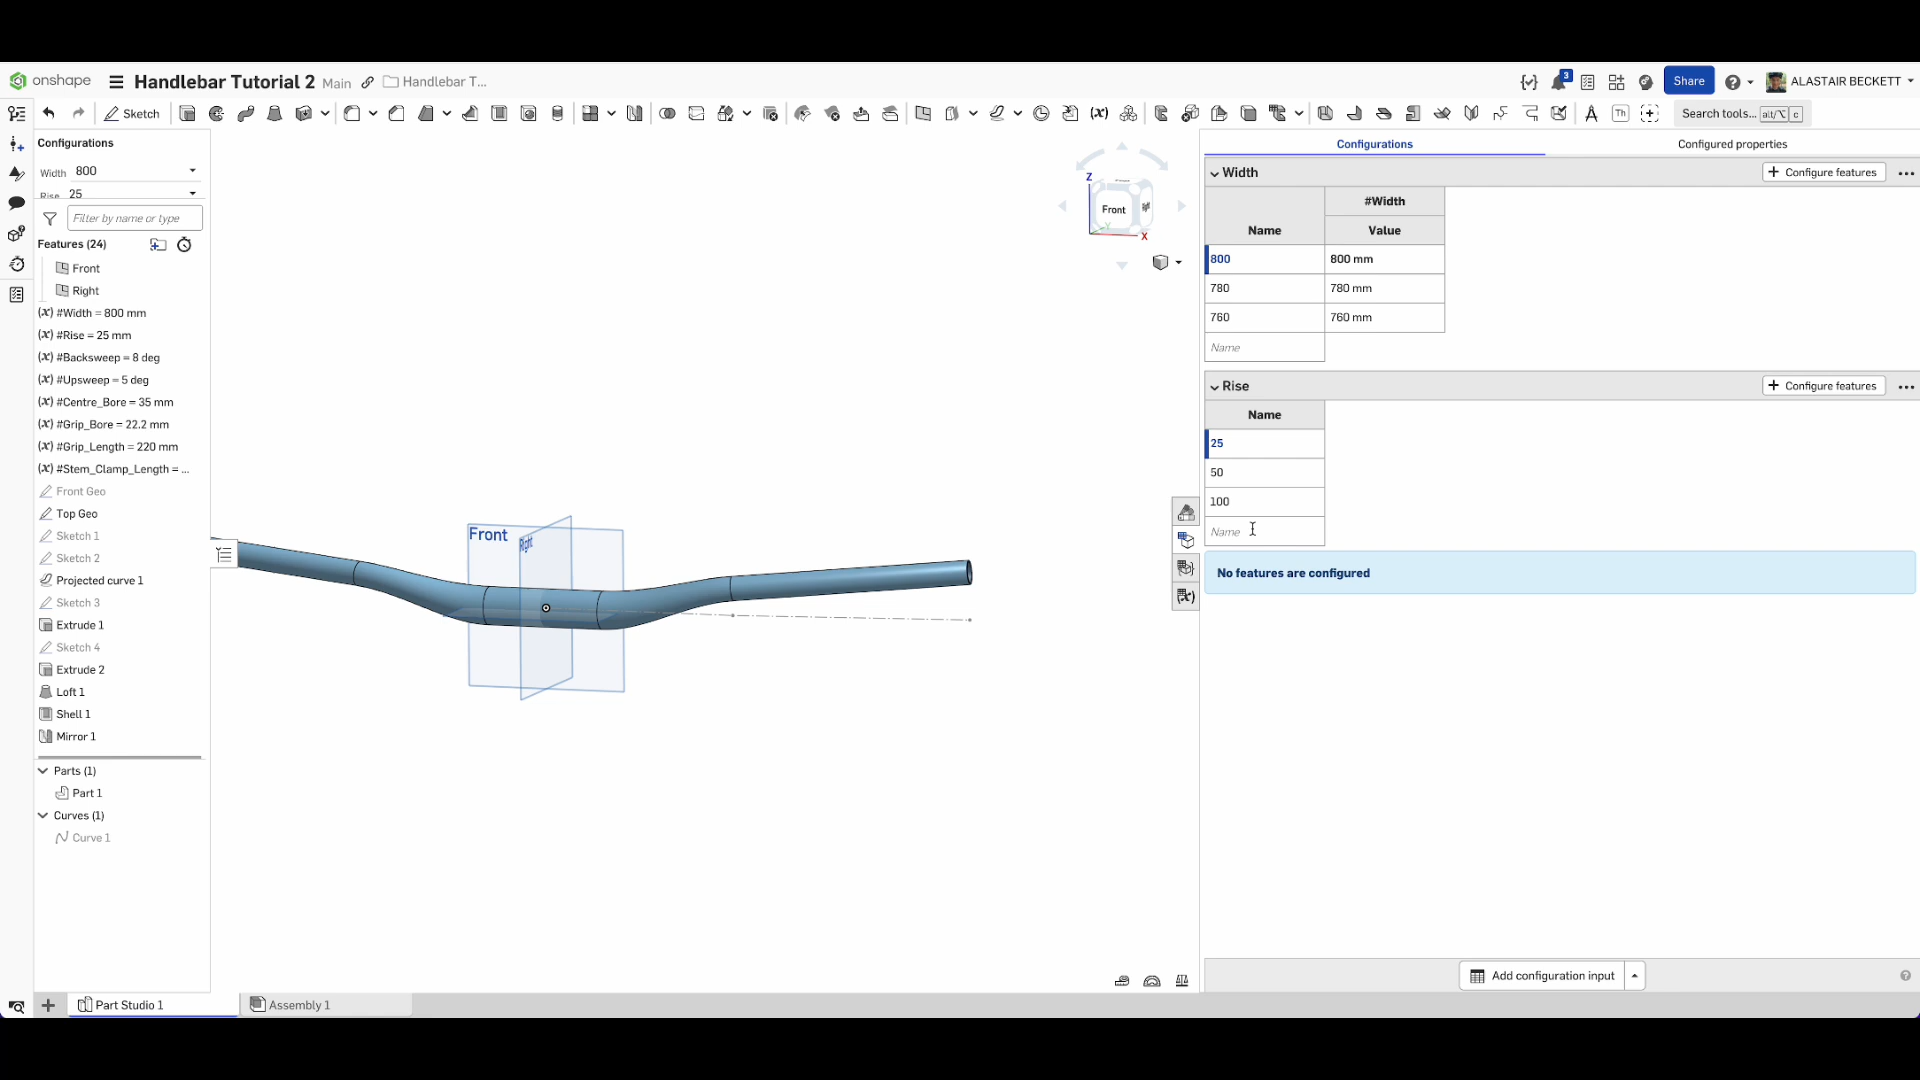 onshape
Handlebar Tutorial 2 Main Handlebar T...
3
Share
ALASTAIR BECKETT
Sketch
Search tools... alt/⌥ c
Configurations
Width 800
Rise 25
Filter by name or type
Features (24)
Front
Right
(x) #Width = 800 mm
(x) #Rise = 25 mm
(x) #Backsweep = 8 deg
(x) #Upsweep = 5 deg
(x) #Centre_Bore = 35 mm
(x) #Grip_Bore = 22.2 mm
(x) #Grip_Length = 220 mm
(x) #Stem_Clamp_Length = ...
Front Geo
Top Geo
Sketch 1
Sketch 2
Projected curve 1
Sketch 3
Extrude 1
Sketch 4
Extrude 2
Loft 1
Shell 1
Mirror 1
Parts (1)
Part 1
Curves (1)
Curve 1
Front
Right
Z
Front
Y
X
Configurations
Configured properties
Width
+ Configure features
#Width
Name Value
800 800 mm
780 780 mm
760 760 mm
Name
Rise
+ Configure features
Name
25
50
100
Name
No features are configured
Add configuration input
Part Studio 1
Assembly 1